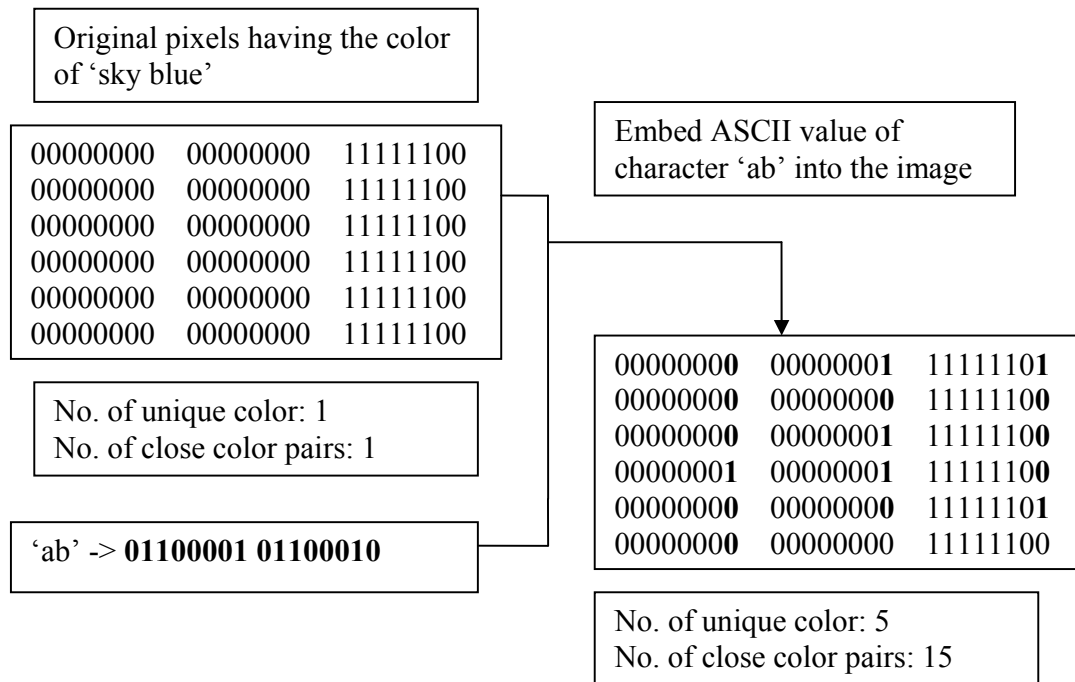 Original pixels having the color
of ‘sky blue’
00000000 00000000 11111100
00000000 00000000 11111100
00000000 00000000 11111100
00000000 00000000 11111100
00000000 00000000 11111100
00000000 00000000 11111100
No. of unique color: 1
No. of close color pairs: 1
‘ab’ -> 01100001 01100010
Embed ASCII value of
character ‘ab’ into the image
00000000 00000001 11111101
00000000 00000000 11111100
00000000 00000001 11111100
00000001 00000001 11111100
00000000 00000000 11111101
00000000 00000000 11111100
No. of unique color: 5
No. of close color pairs: 15